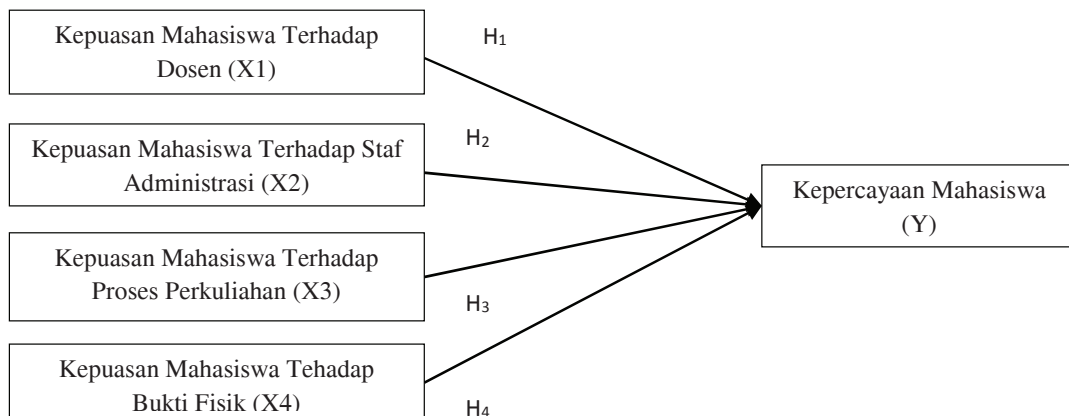 Kepuasan Mahasiswa Terhadap
Dosen (X1)
H₁
Kepuasan Mahasiswa Terhadap Staf
Administrasi (X2)
H₂
Kepuasan Mahasiswa Terhadap
Proses Perkuliahan (X3)
H₃
Kepuasan Mahasiswa Tehadap
Bukti Fisik (X4)
H₄
Kepercayaan Mahasiswa
(Y)